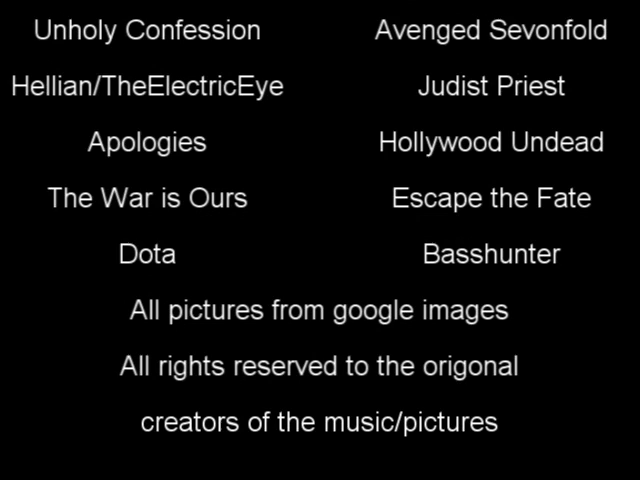 Unholy Confession Avenged Sevonfold
Hellian/TheElectricEye Judist Priest
Apologies Hollywood Undead
The War is Ours Escape the Fate
Dota Basshunter
All pictures from google images
All rights reserved to the origonal
creators of the music/pictures